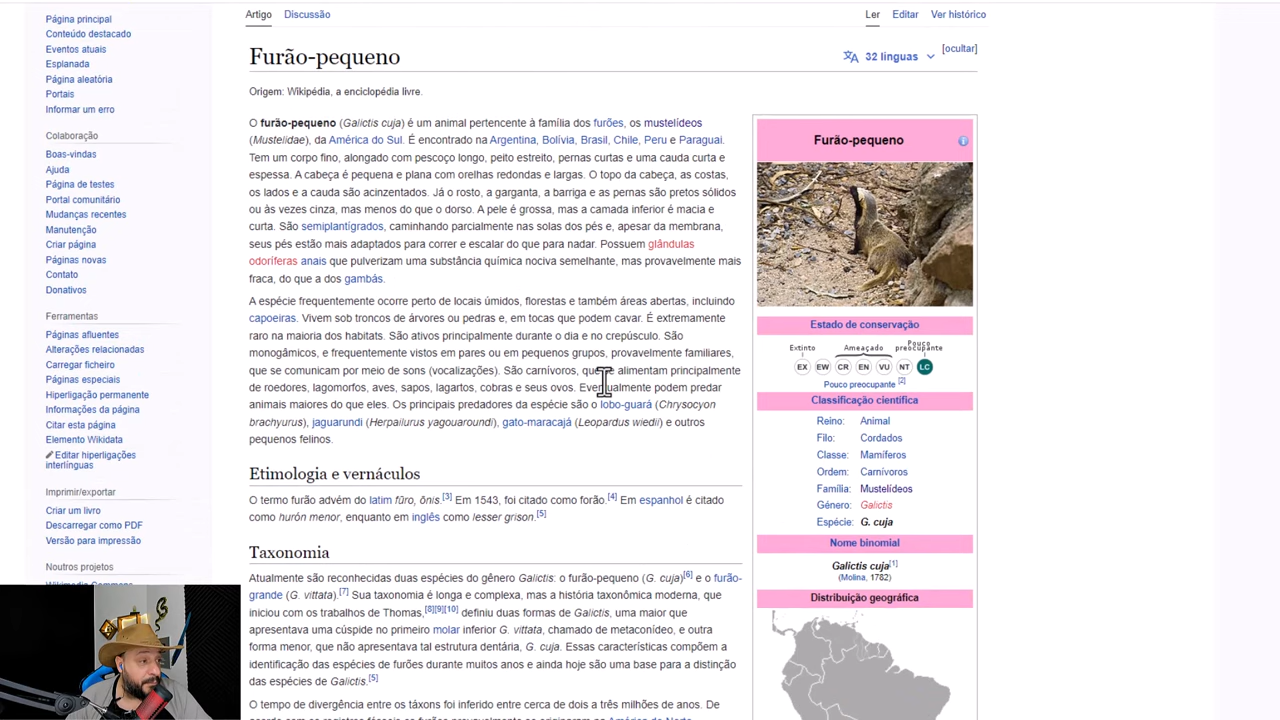 Página principal
Conteúdo destacado
Eventos atuais
Esplanada
Página aleatória
Portais
Informar um erro
Colaboração
Boas-vindas
Ajuda
Página de testes
Portal comunitário
Mudanças recentes
Manutenção
Criar página
Páginas novas
Contato
Donativos
Ferramentas
Páginas afluentes
Alterações relacionadas
Carregar ficheiro
Páginas especiais
Hiperligação permanente
Informações da página
Citar esta página
Elemento Wikidata
Editar hiperligações
interlínguas
Imprimir/exportar
Criar um livro
Descarregar como PDF
Versão para impressão
Noutros projetos
Wikimedia Commons
Artigo Discussão Ler Editar Ver histórico
Furão-pequeno
32 línguas
[ocultar]
Origem: Wikipédia, a enciclopédia livre.
O furão-pequeno (Galictis cuja) é um animal pertencente à família dos furões, os mustelídeos
(Mustelidae), da América do Sul. É encontrado na Argentina, Bolívia, Brasil, Chile, Peru e Paraguai.
Tem um corpo fino, alongado com pescoço longo, peito estreito, pernas curtas e uma cauda curta e
espessa. A cabeça é pequena e plana com orelhas redondas e largas. O topo da cabeça, as costas,
os lados e a cauda são acinzentados. Já o rosto, a garganta, a barriga e as pernas são pretos sólidos
ou às vezes cinza, mas menos do que o dorso. A pele é grossa, mas a camada inferior é macia e
curta. São semiplantígrados, caminhando parcialmente nas solas dos pés e, apesar da membrana,
seus pés estão mais adaptados para correr e escalar do que para nadar. Possuem glândulas
odoríferas anais que pulverizam uma substância química nociva semelhante, mas provavelmente mais
fraca, do que a dos gambás.
A espécie frequentemente ocorre perto de locais úmidos, florestas e também áreas abertas, incluindo
capoeiras. Vivem sob troncos de árvores ou pedras e, em tocas que podem cavar. É extremamente
raro na maioria dos habitats. São ativos principalmente durante o dia e no crepúsculo. São
monogâmicos, e frequentemente vistos em pares ou em pequenos grupos, provavelmente familiares,
que se comunicam por meio de sons (vocalizações). São carnívoros, que se alimentam principalmente
de roedores, lagomorfos, aves, sapos, lagartos, cobras e seus ovos. Eventualmente podem predar
animais maiores do que eles. Os principais predadores da espécie são o lobo-guará (Chrysocyon
brachyurus), jaguarundi (Herpailurus yagouaroundi), gato-maracajá (Leopardus wiedii) e outros
pequenos felinos.
Etimologia e vernáculos
O termo furão advém do latim fūro, ōnis.[3] Em 1543, foi citado como forão.[4] Em espanhol é citado
como hurón menor, enquanto em inglês como lesser grison.[5]
Taxonomia
Atualmente são reconhecidas duas espécies do gênero Galictis: o furão-pequeno (G. cuja)[6] e o furão-
grande (G. vittata).[7] Sua taxonomia é longa e complexa, mas a história taxonômica moderna, que
iniciou com os trabalhos de Thomas,[8][9][10] definiu duas formas de Galictis, uma maior que
apresentava uma cúspide no primeiro molar inferior G. vittata, chamado de metaconídeo, e outra
forma menor, que não apresentava tal estrutura dentária, G. cuja. Essas características compõem a
identificação das espécies de furões durante muitos anos e ainda hoje são uma base para a distinção
das espécies de Galictis.[5]
O tempo de divergência entre os táxons foi inferido entre cerca de dois a três milhões de anos. De
Furão-pequeno
Estado de conservação
Extinto Ameaçado Pouco preocupante
EX EW CR EN VU NT LC
Pouco preocupante [2]
Classificação científica
Reino: Animal
Filo: Cordados
Classe: Mamíferos
Ordem: Carnívoros
Família: Mustelídeos
Género: Galictis
Espécie: G. cuja
Nome binomial
Galictis cuja[1]
(Molina, 1782)
Distribuição geográfica